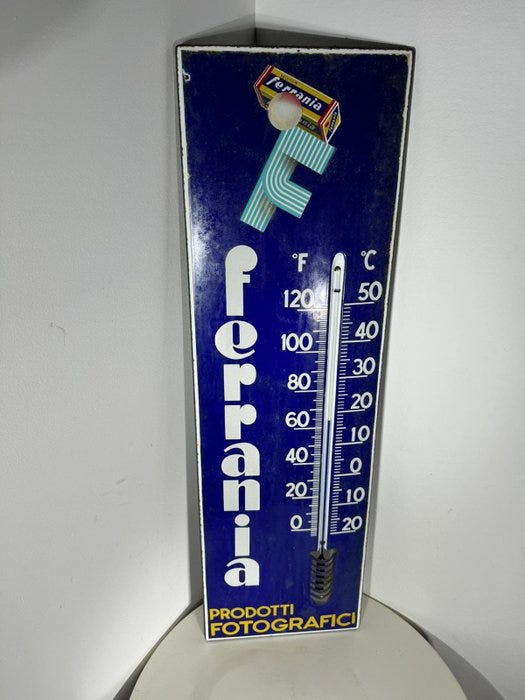 ferrania
F
ferrania
°F °C
120 50
100 40
80 30
60 20
40 10
20 0
0 10
20
PRODOTTI
FOTOGRAFICI